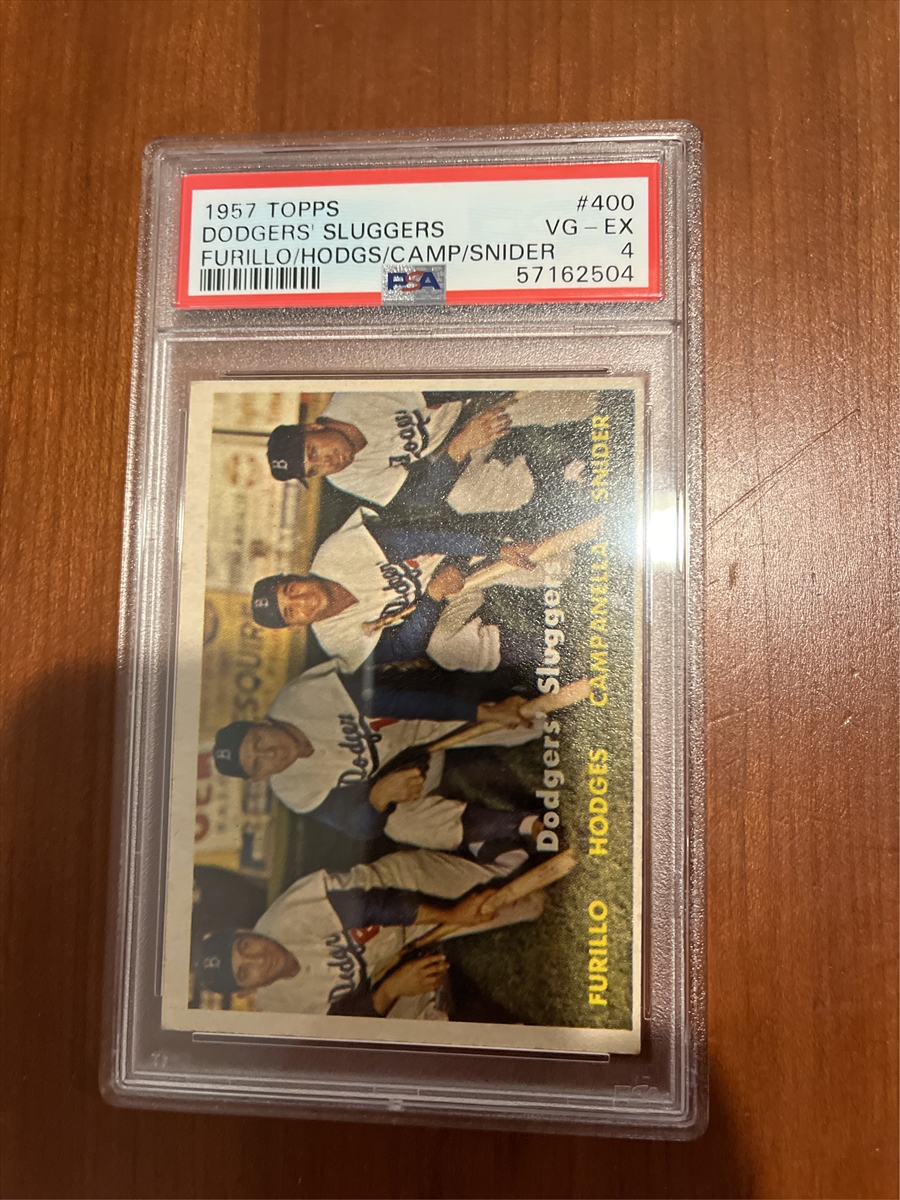 1957 TOPPS #400
DODGERS' SLUGGERS VG – EX
FURILLO/HODGS/CAMP/SNIDER 4
PSA 57162504
Dodgers' Sluggers
FURILLO HODGES CAMPANELLA SNIDER